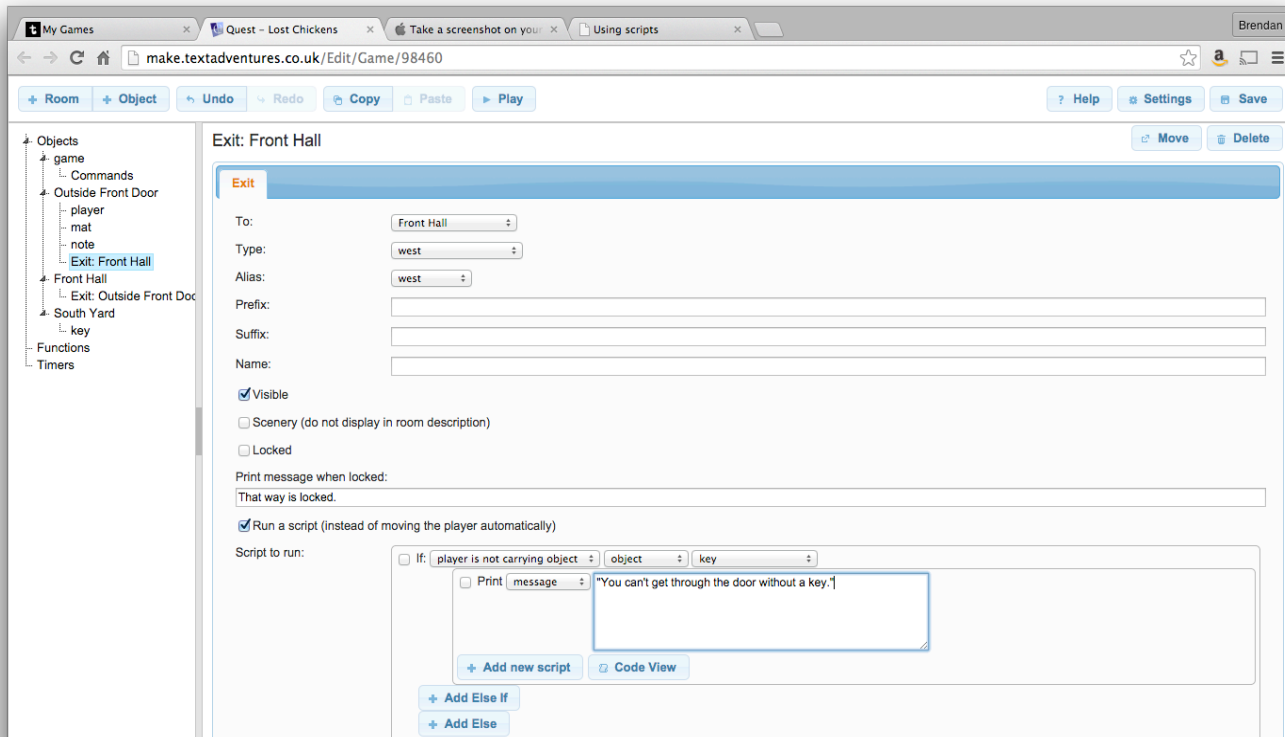 My Games × Quest – Lost Chickens × Take a screenshot on your × Using scripts × Brendan
make.textadventures.co.uk/Edit/Game/98460
+ Room + Object Undo Redo Copy Paste Play ? Help Settings Save
Objects
game
Commands
Outside Front Door
player
mat
note
Exit: Front Hall
Front Hall
Exit: Outside Front Doo
South Yard
key
Functions
Timers
Exit: Front Hall Move Delete
Exit
To: Front Hall
Type: west
Alias: west
Prefix:
Suffix:
Name:
Visible
Scenery (do not display in room description)
Locked
Print message when locked:
That way is locked.
Run a script (instead of moving the player automatically)
Script to run: If: player is not carrying object object key
Print message "You can't get through the door without a key."
+ Add new script Code View
+ Add Else If
+ Add Else